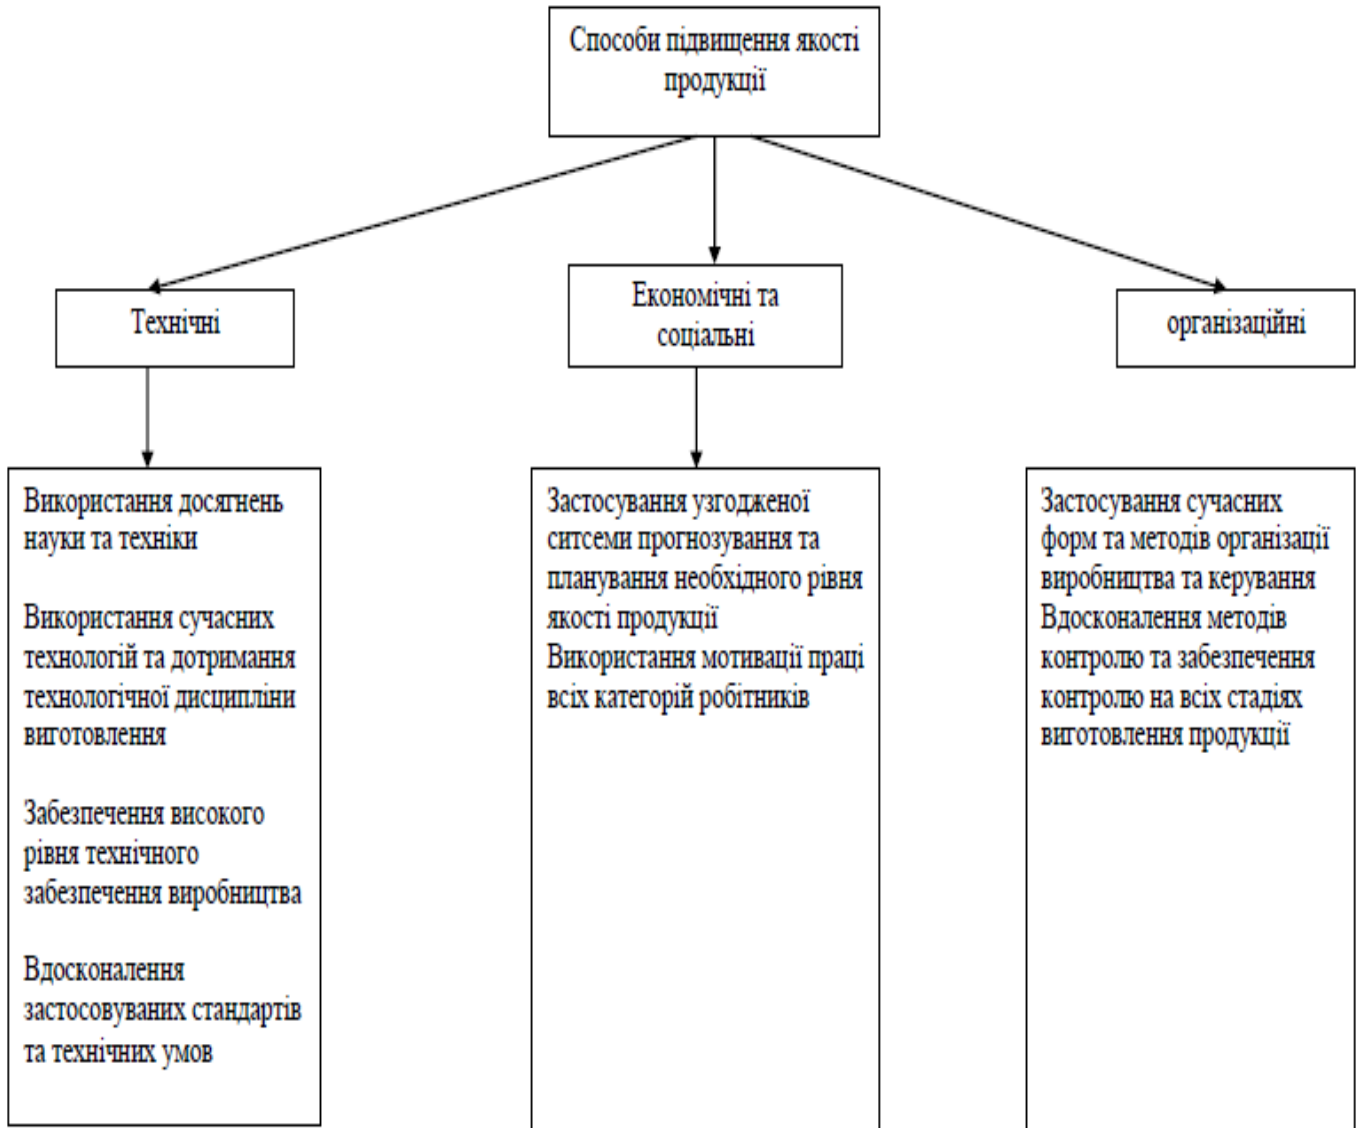 Способи підвищення якості
продукції
Технічні
Економічні та
соціальні
організаційні
Використання досягнень
науки та техніки
Використання сучасних
технологій та дотримання
технологічної дисципліни
виготовлення
Забезпечення високого
рівня технічного
забезпечення виробництва
Вдосконалення
застосовуваних стандартів
та технічних умов
Застосування узгодженої
ситсеми прогнозування та
планування необхідного рівня
якості продукції
Використання мотивації праці
всіх категорій робітників
Застосування сучасних
форм та методів організації
виробництва та керування
Вдосконалення методів
контролю та забезпечення
контролю на всіх стадіях
виготовлення продукції